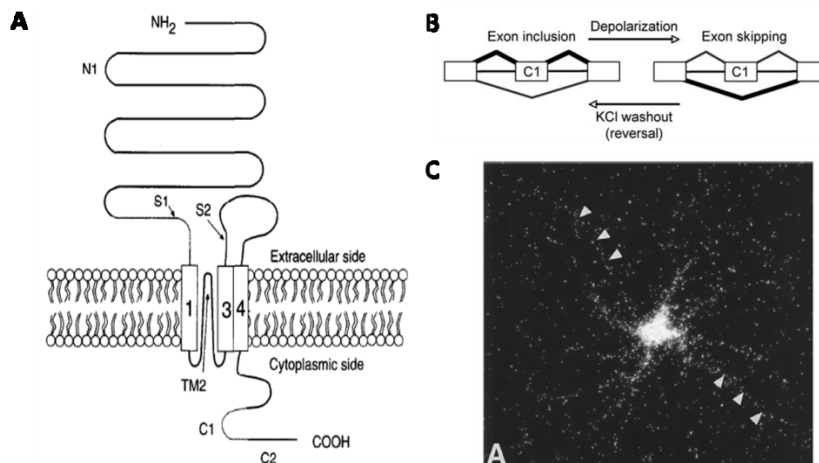 A
NH2
N1
S1
S2
Extracellular side
1
3
4
Cytoplasmic side
TM2
C1
COOH
C2
B
Depolarization
Exon inclusion
Exon skipping
C1
C1
KCl washout
(reversal)
C
A